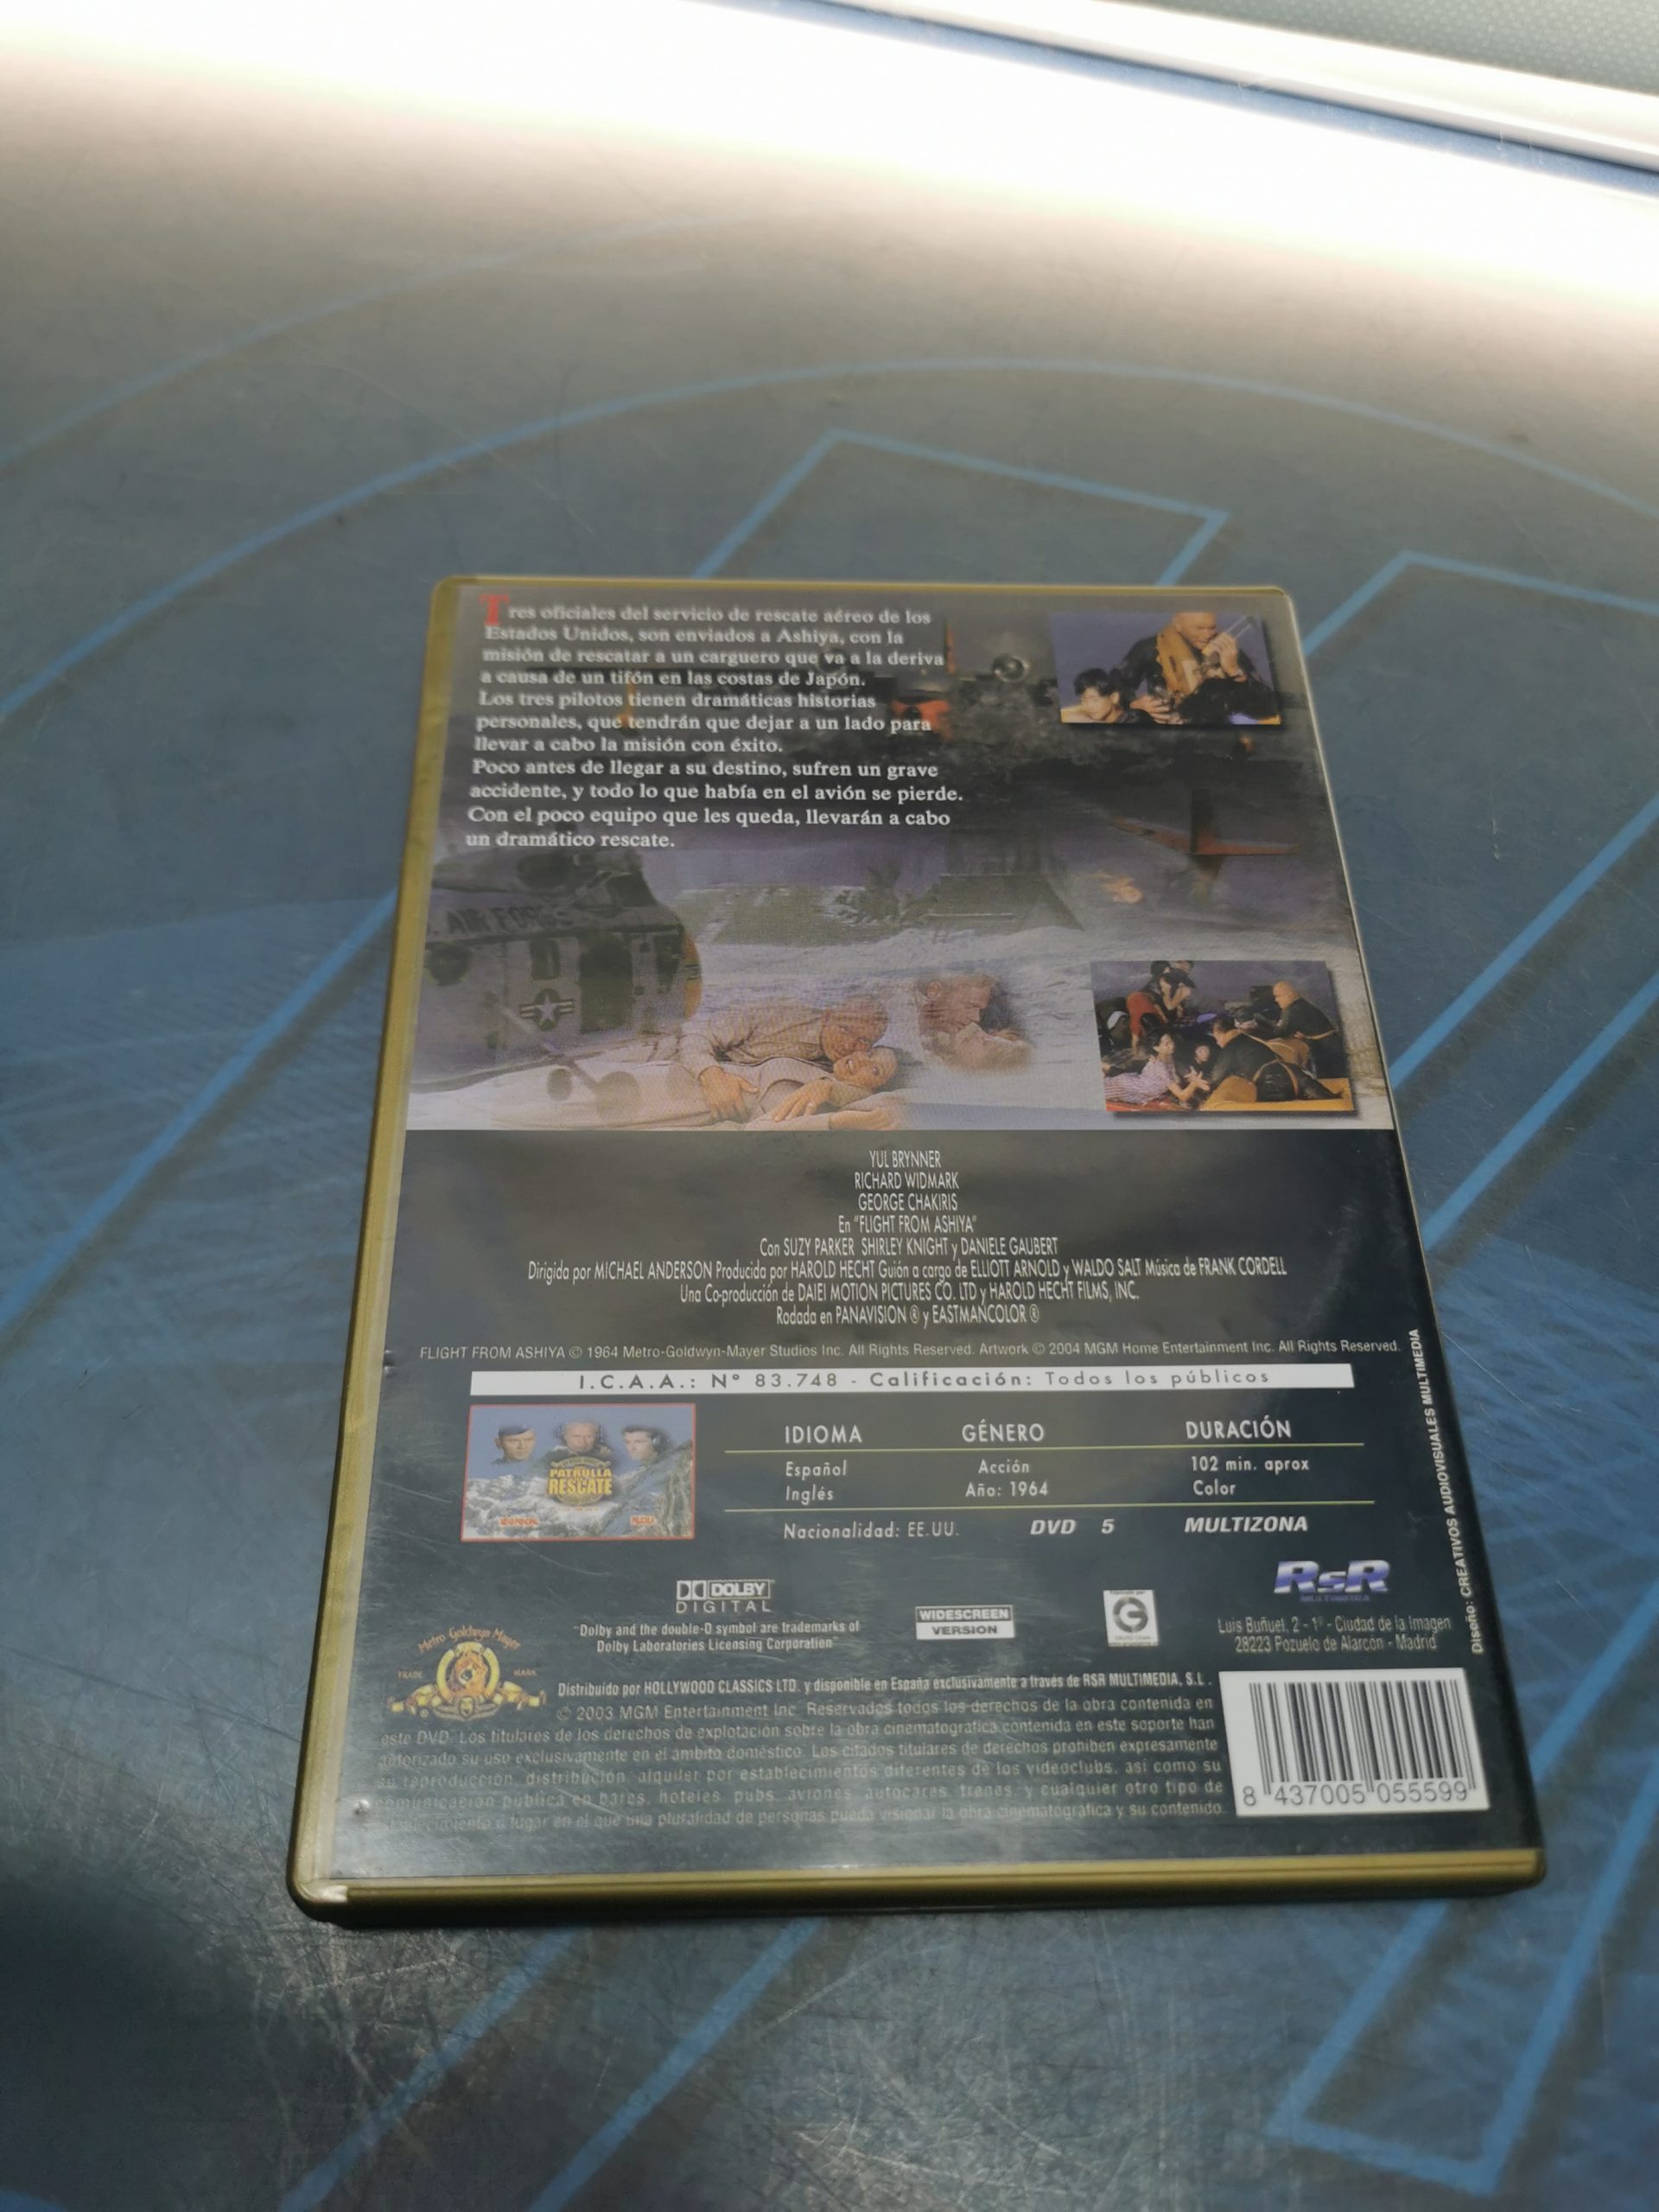 Tres oficiales del servicio de rescate aéreo de los
Estados Unidos, son enviados a Ashiya, con la
misión de rescatar a un carguero que va a la deriva
a causa de un tifón en las costas de Japón.
Los tres pilotos tienen dramáticas historias
personales, que tendrán que dejar a un lado para
llevar a cabo la misión con éxito.
Poco antes de llegar a su destino, sufren un grave
accidente, y todo lo que había en el avión se pierde.
Con el poco equipo que les queda, llevarán a cabo
un dramático rescate.
AIR FORCE
YUL BRYNNER
RICHARD WIDMARK
GEORGE CHAKIRIS
En "FLIGHT FROM ASHIYA"
Con SUZY PARKER SHIRLEY KNIGHT y DANIELE GAUBERT
Dirigida por MICHAEL ANDERSON Producida por HAROLD HECHT Guión a cargo de ELLIOTT ARNOLD y WALDO SALT Música de FRANK CORDELL
Una Co-producción de DAIEI MOTION PICTURES CO. LTD y HAROLD HECHT FILMS, INC.
Rodada en PANAVISION ® y EASTMANCOLOR ®
FLIGHT FROM ASHIYA © 1964 Metro-Goldwyn-Mayer Studios Inc. All Rights Reserved. Artwork © 2004 MGM Home Entertainment Inc. All Rights Reserved.
I.C.A.A.: Nº 83.748 - Calificación: Todos los públicos
PATRULLA
RESCATE
IDIOMA GÉNERO DURACIÓN
Español Acción 102 min. aprox
Inglés Año: 1964 Color
Nacionalidad: EE.UU. DVD 5 MULTIZONA
Diseño: CREATIVOS AUDIOVISUALES MULTIMEDIA
DOLBY
DIGITAL
"Dolby and the double-D symbol are trademarks of
Dolby Laboratories Licensing Corporation"
WIDESCREEN
VERSION
RSR
MULTIMEDIA
Luis Buñuel, 2 - 1º - Ciudad de la Imagen
28223 Pozuelo de Alarcón - Madrid
Metro Goldwyn Mayer
TRADE MARK
Distribuido por HOLLYWOOD CLASSICS LTD. y disponible en España exclusivamente a través de RSR MULTIMEDIA, S.L.
© 2003 MGM Entertainment Inc. Reservados todos los derechos de la obra contenida en
este DVD. Los titulares de los derechos de explotación sobre la obra cinematográfica contenida en este soporte han
autorizado su uso exclusivamente en el ámbito doméstico. Los citados titulares de derechos prohiben expresamente
su reproducción, distribución, alquiler por establecimientos diferentes de los videoclubs, así como su
comunicación pública en bares, hoteles, pubs, aviones, autocares, trenes, y cualquier otro tipo de
establecimiento o lugar en el que una pluralidad de personas pueda visionar la obra cinematográfica y su contenido.
8 437005 055599